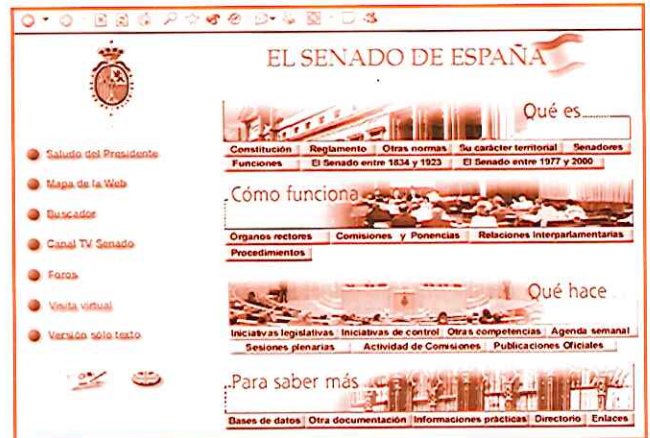 EL SENADO DE ESPAÑA
Saludo del Presidente
Mapa de la Web
Buscador
Canal TV Senado
Foros
Visita virtual
Versión sólo texto
Qué es
Constitución Reglamento Otras normas Su carácter territorial Senadores
Funciones El Senado entre 1834 y 1923 El Senado entre 1977 y 2000
Cómo funciona
Organos rectores Comisiones y Ponencias Relaciones Interparlamentarias
Procedimientos
Qué hace
Iniciativas legislativas Iniciativas de control Otras competencias Agenda semanal
Sesiones plenarias Actividad de Comisiones Publicaciones Oficiales
Para saber más
Bases de datos Otra documentación Informaciones prácticas Directorio Enlaces